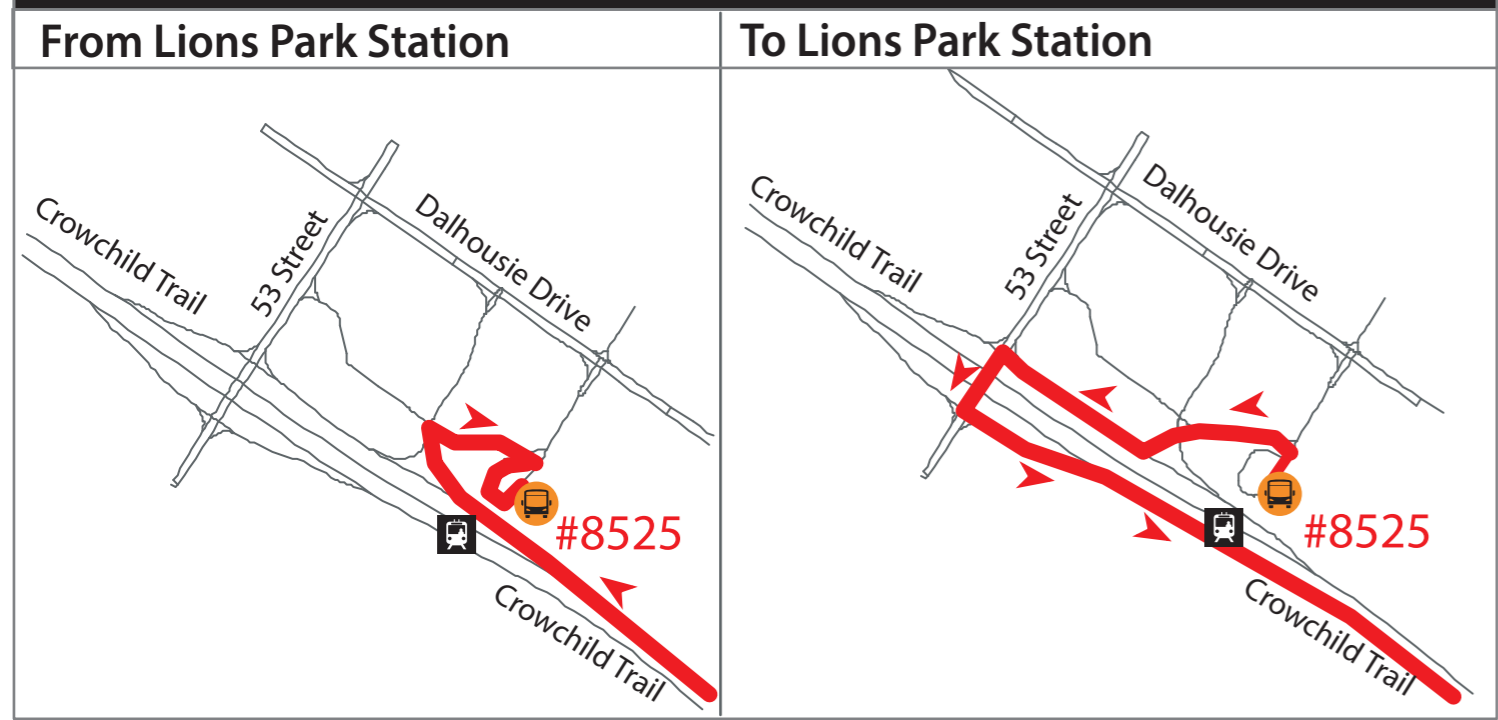 From Lions Park Station
Crowchild Trail
53 Street
Dalhousie Drive
#8525
Crowchild Trail
To Lions Park Station
Crowchild Trail
53 Street
Dalhousie Drive
#8525
Crowchild Trail